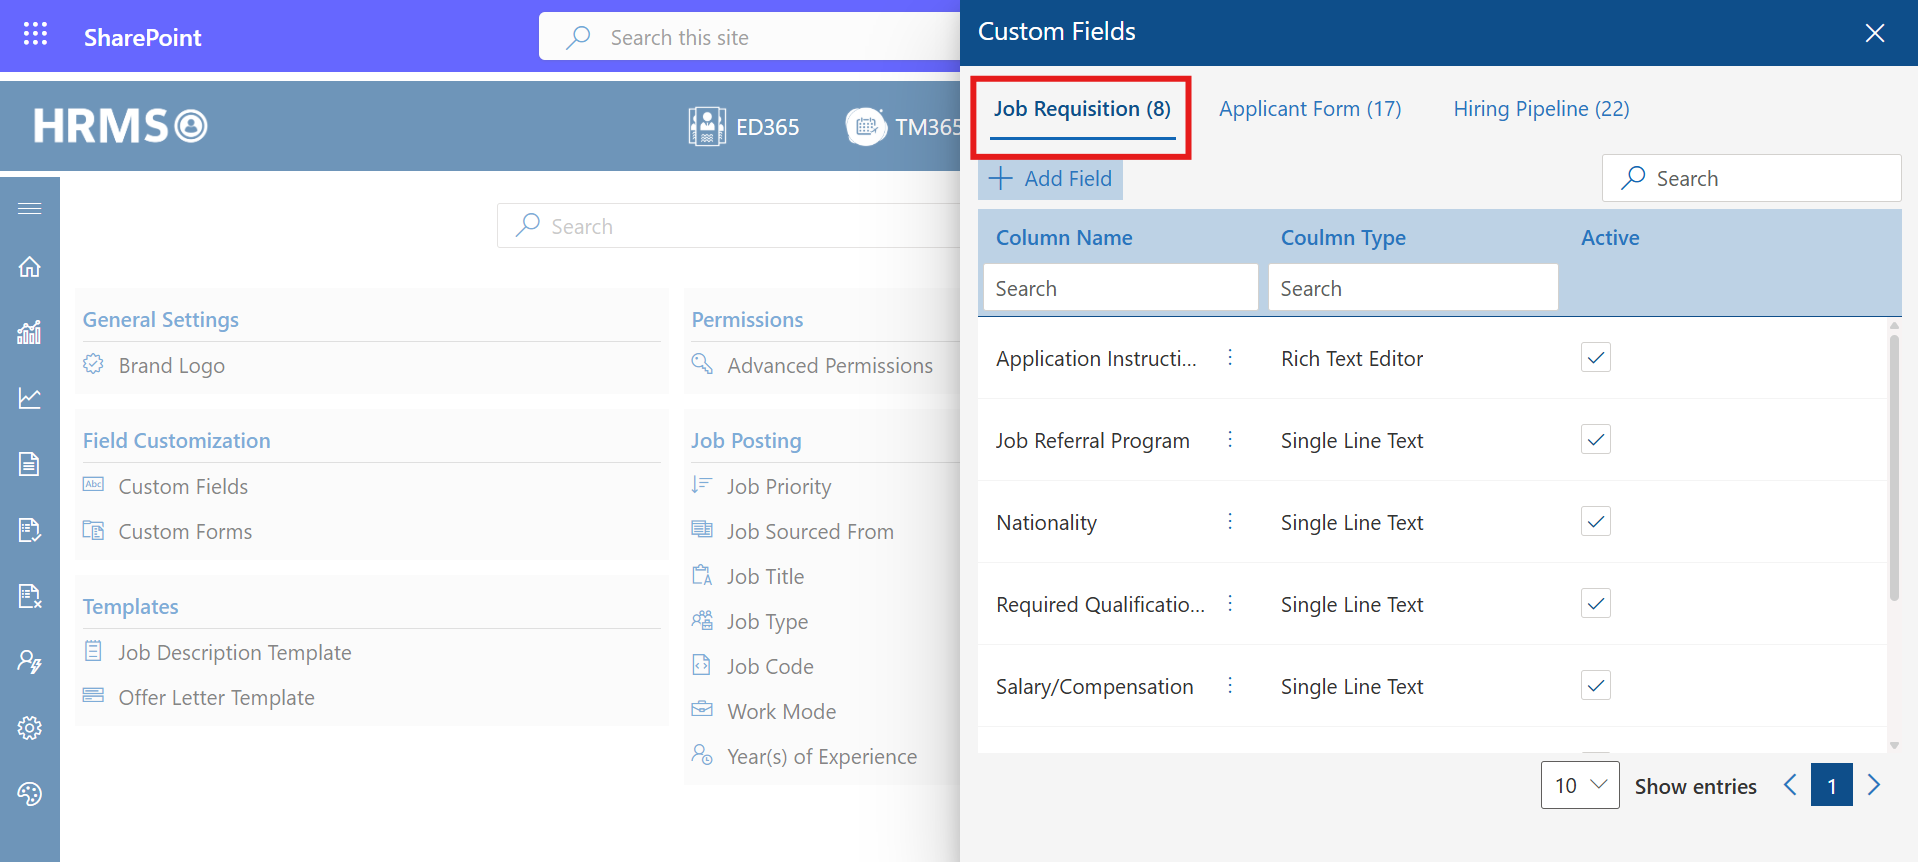 SharePoint
Search this site
HRMS
ED365
TM365
Search
General Settings
Brand Logo
Field Customization
Abc
Custom Fields
Custom Forms
Templates
Job Description Template
Offer Letter Template
Permissions
Advanced Permissions
Job Posting
Job Priority
Job Sourced From
Job Title
Job Type
Job Code
Work Mode
Year(s) of Experience
Custom Fields
Job Requisition (8)
Applicant Form (17)
Hiring Pipeline (22)
Add Field
Search
Column Name
Coulmn Type
Active
Search
Search
Application Instructi...
Rich Text Editor
Job Referral Program
Single Line Text
Nationality
Single Line Text
Required Qualificatio...
Single Line Text
Salary/Compensation
Single Line Text
10
Show entries
1